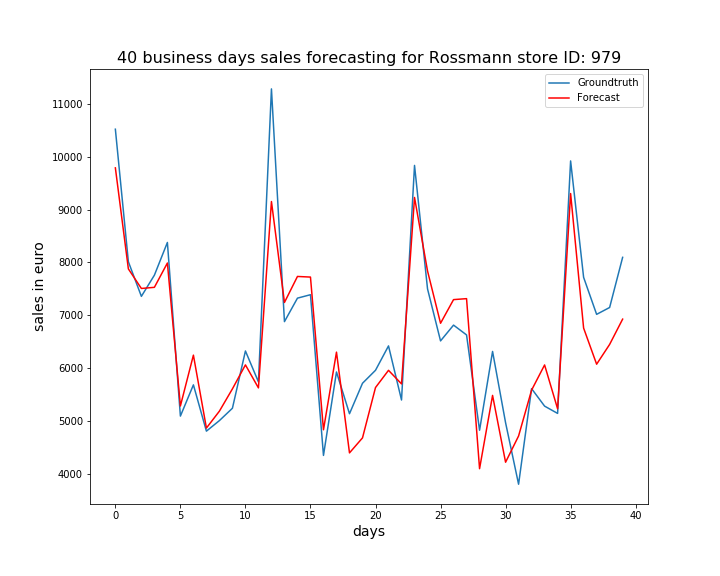 40 business days sales forecasting for Rossmann store ID: 979
Groundtruth
Forecast
sales in euro
11000
10000
9000
8000
7000
6000
5000
4000
0 5 10 15 20 25 30 35 40
days